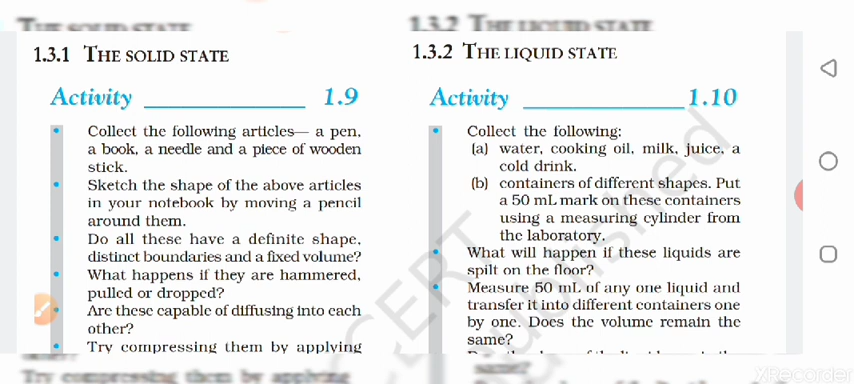 THE SOLID STATE
1.3.2 THE LIQUID STATE
1.3.1 THE SOLID STATE
Activity 1.9
• Collect the following articles— a pen,
a book, a needle and a piece of wooden
stick.
• Sketch the shape of the above articles
in your notebook by moving a pencil
around them.
• Do all these have a definite shape,
distinct boundaries and a fixed volume?
• What happens if they are hammered,
pulled or dropped?
• Are these capable of diffusing into each
other?
• Try compressing them by applying
Try compressing them by applying
1.3.2 THE LIQUID STATE
Activity 1.10
• Collect the following:
(a) water, cooking oil, milk, juice, a
cold drink.
(b) containers of different shapes. Put
a 50 mL mark on these containers
using a measuring cylinder from
the laboratory.
• What will happen if these liquids are
spilt on the floor?
• Measure 50 mL of any one liquid and
transfer it into different containers one
by one. Does the volume remain the
same?
same?
NCERT
republished
XRecorder